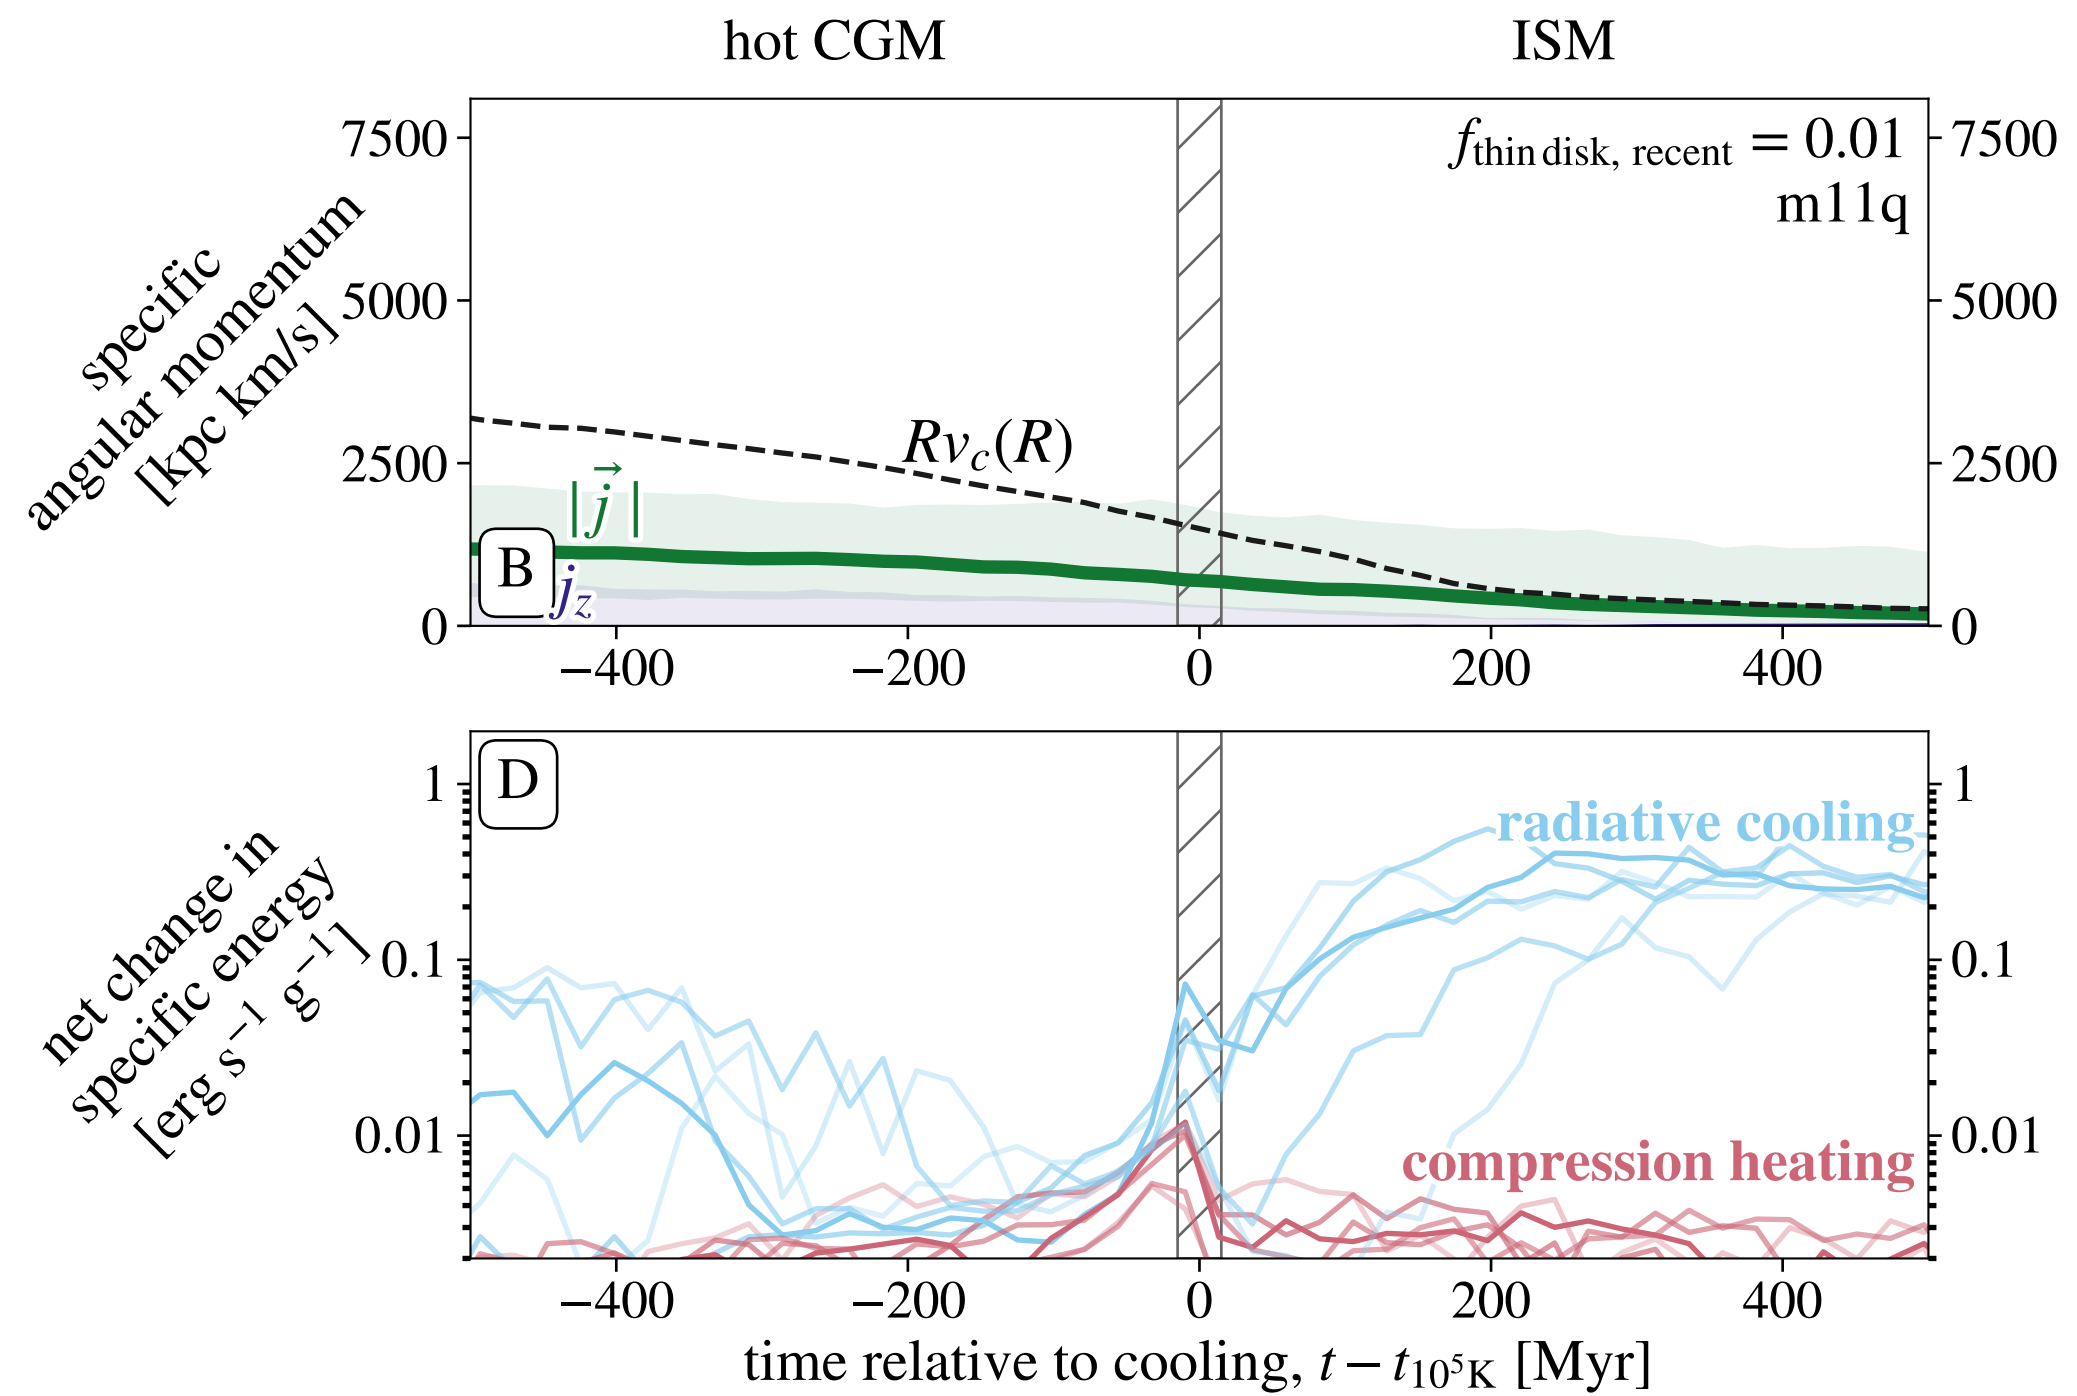 hot CGM ISM
7500 7500
f_thin disk, recent = 0.01
m11q
specific
angular momentum
[kpc km/s]
5000 5000
Rv_c(R)
2500 2500
|j⃗|
B
j_z
0 0
−400 −200 0 200 400
D
1 1
radiative cooling
net change in
specific energy
[erg s⁻¹ g⁻¹]
0.1 0.1
0.01 0.01
compression heating
−400 −200 0 200 400
time relative to cooling, t − t_10⁵K [Myr]